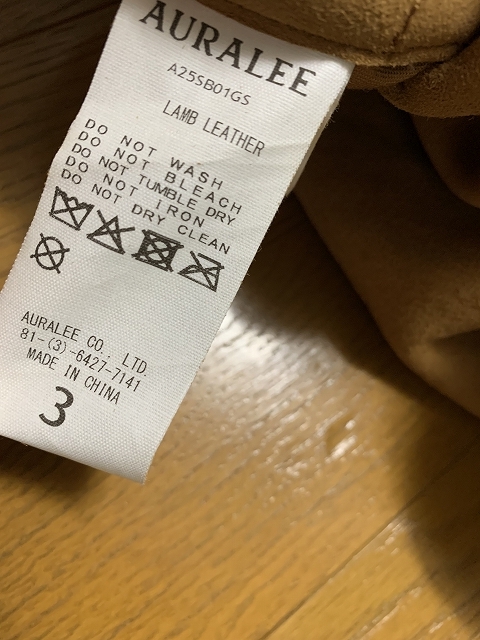 AURALEE
A25SB01GS
LAMB LEATHER
DO NOT WASH
DO NOT BLEACH
DO NOT TUMBLE DRY
DO NOT IRON
DO NOT DRY CLEAN
AURALEE CO., LTD.
81-(3)-6427-7141
MADE IN CHINA
3